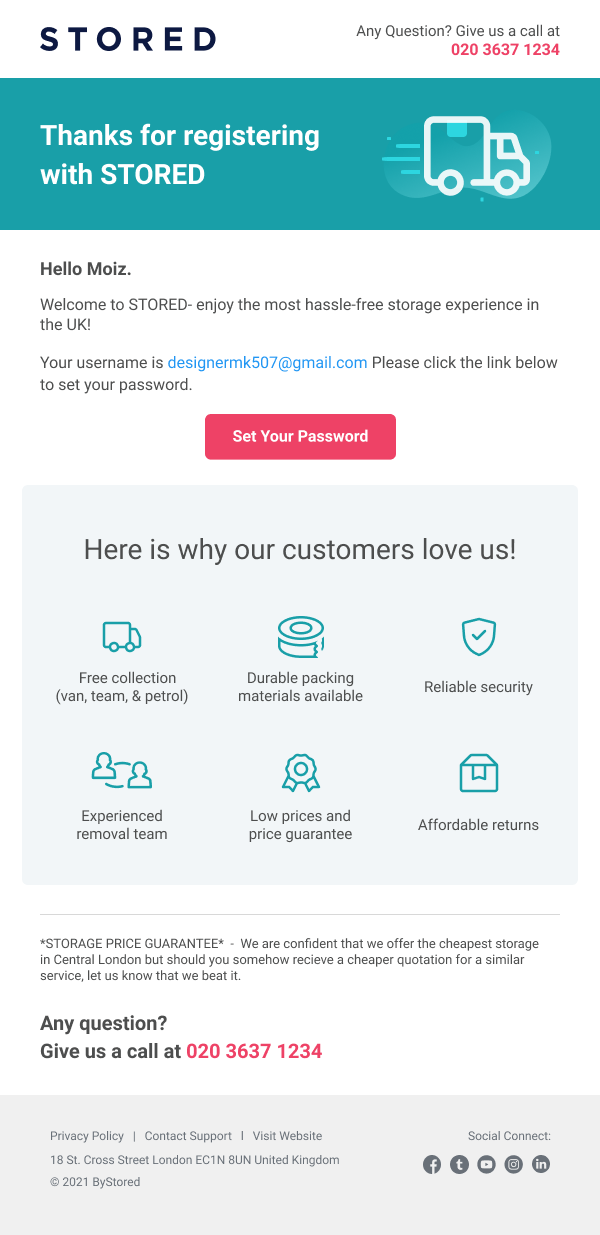 STORED
Any Question? Give us a call at
020 3637 1234
Thanks for registering
with STORED
Hello Moiz.
Welcome to STORED- enjoy the most hassle-free storage experience in
the UK!
Your username is designermk507@gmail.com Please click the link below
to set your password.
Set Your Password
Here is why our customers love us!
Free collection
(van, team, & petrol)
Durable packing
materials available
Reliable security
Experienced
removal team
Low prices and
price guarantee
Affordable returns
*STORAGE PRICE GUARANTEE* - We are confident that we offer the cheapest storage
in Central London but should you somehow recieve a cheaper quotation for a similar
service, let us know that we beat it.
Any question?
Give us a call at 020 3637 1234
Privacy Policy | Contact Support I Visit Website
18 St. Cross Street London EC1N 8UN United Kingdom
© 2021 ByStored
Social Connect: